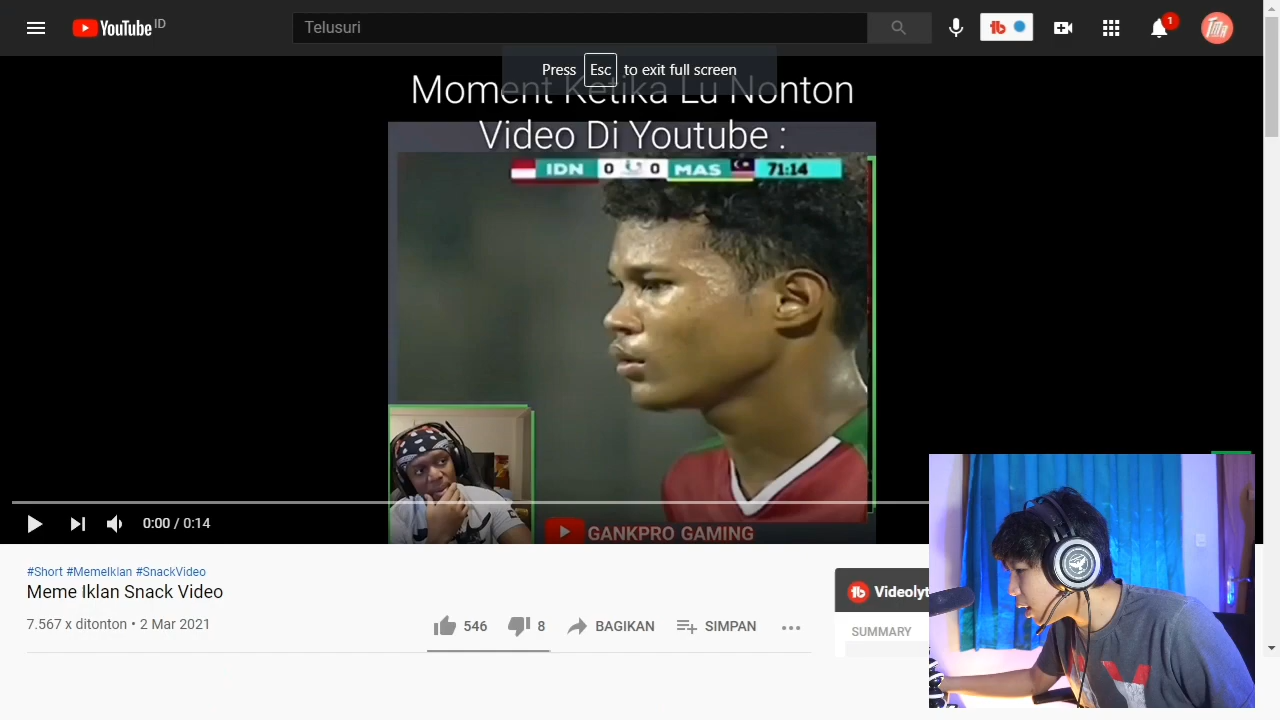 YouTube ID
Telusuri
1
Press Esc to exit full screen
Moment Ketika Lu Nonton
Video Di Youtube :
IDN 0 0 MAS 71:14
GANKPRO GAMING
0:00 / 0:14
#Short #MemeIklan #SnackVideo
Meme Iklan Snack Video
7.567 x ditonton • 2 Mar 2021
546
8
BAGIKAN
SIMPAN
Videolyt
SUMMARY